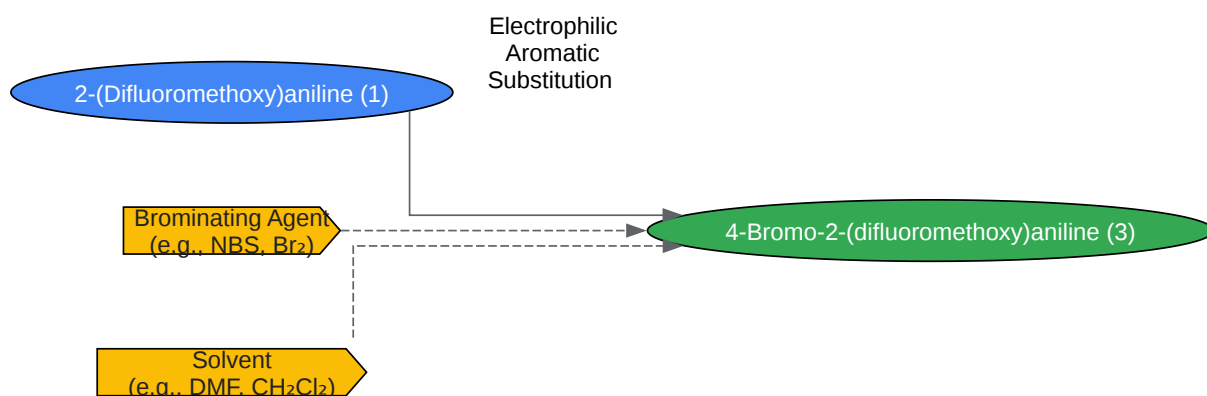 Electrophilic
Aromatic
Substitution
2-(Difluoromethoxy)aniline (1)
Brominating Agent
(e.g., NBS, Br₂)
4-Bromo-2-(difluoromethoxy)aniline (3)
Solvent
(e.g., DMF, CH₂Cl₂)